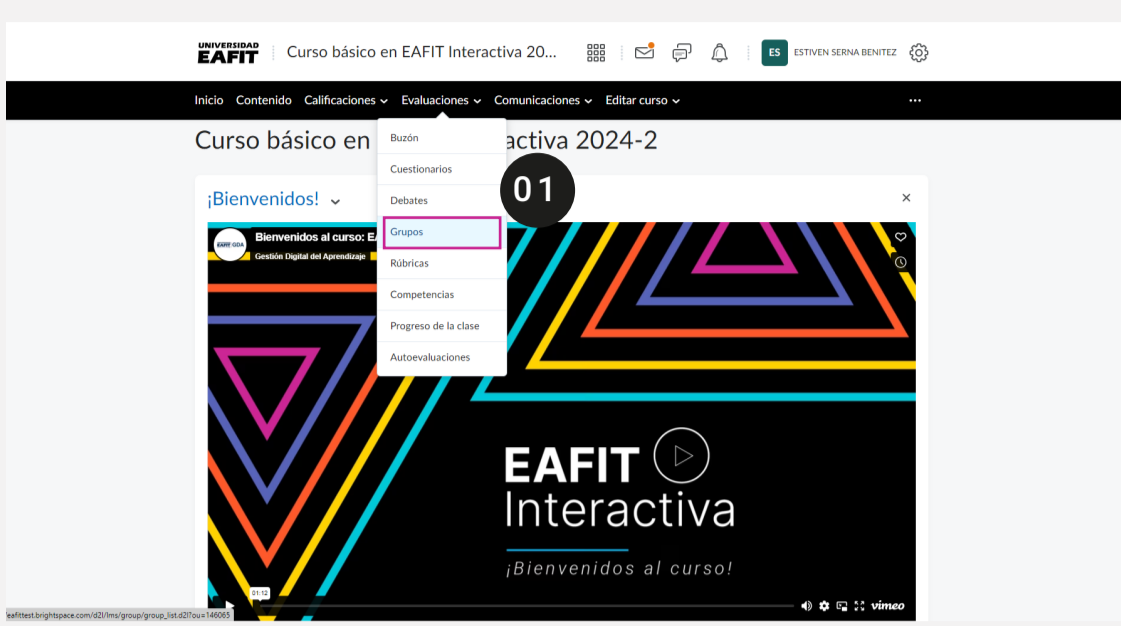 UNIVERSIDAD
EAFIT
Curso básico en EAFIT Interactiva 20...
ES
ESTIVEN SERNA BENITEZ
Inicio Contenido Calificaciones Evaluaciones Comunicaciones Editar curso
Curso básico en
activa 2024-2
Buzón
Cuestionarios
Debates
Grupos
Rúbricas
Competencias
Progreso de la clase
Autoevaluaciones
01
¡Bienvenidos!
EAFIT GDA
Bienvenidos al curso: EA
Gestión Digital del Aprendizaje
EAFIT
Interactiva
¡Bienvenidos al curso!
01:12
vimeo
eafittest.brightspace.com/d2l/lms/group/group_list.d2l?ou=146065